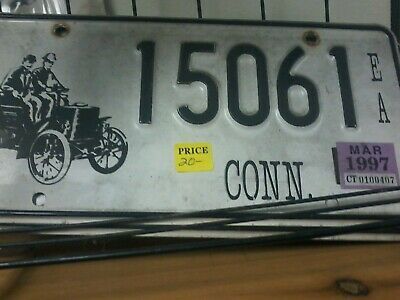 15061
E
A
PRICE
20-
CONN.
MAR
1997
CT 0100407